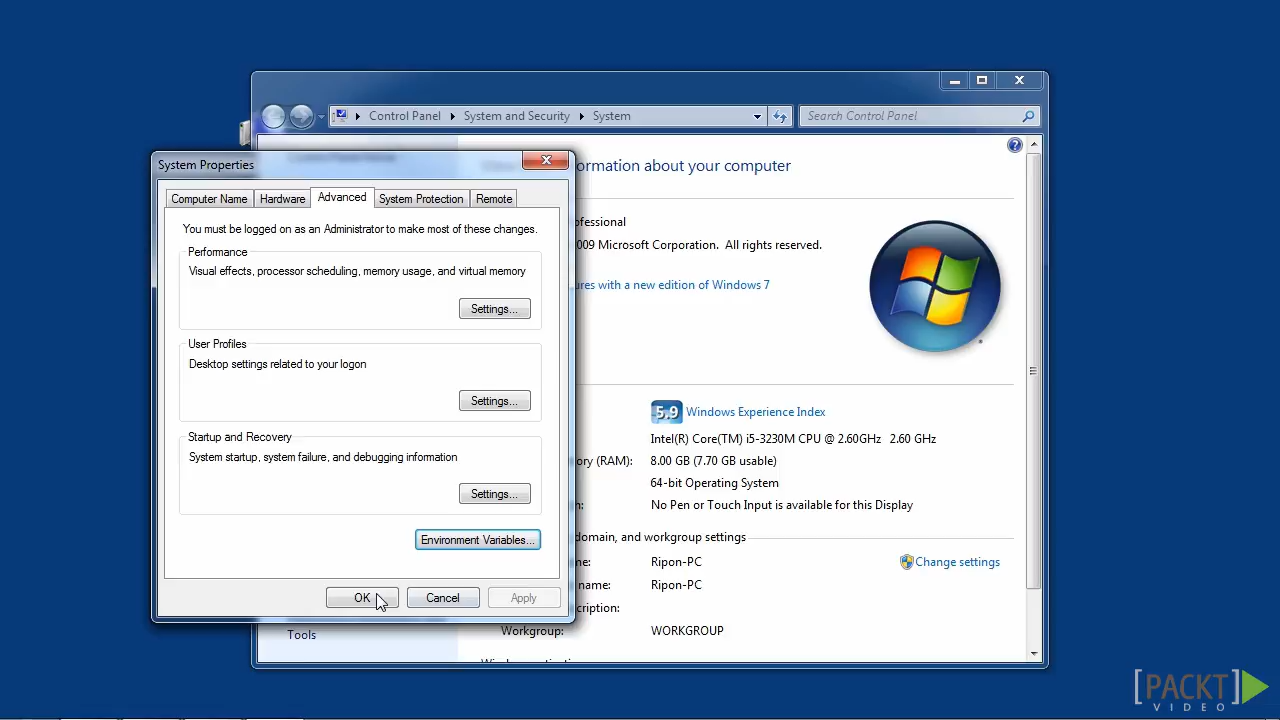 Control Panel
System and Security
System
Search Control Panel
System Properties
Computer Name
Hardware
Advanced
System Protection
Remote
You must be logged on as an Administrator to make most of these changes.
Performance
Visual effects, processor scheduling, memory usage, and virtual memory
Settings...
User Profiles
Desktop settings related to your logon
Settings...
Startup and Recovery
System startup, system failure, and debugging information
Settings...
Environment Variables...
OK
Cancel
Apply
ormation about your computer
ofessional
009 Microsoft Corporation. All rights reserved.
ures with a new edition of Windows 7
5.9 Windows Experience Index
Intel(R) Core(TM) i5-3230M CPU @ 2.60GHz 2.60 GHz
ory (RAM): 8.00 GB (7.70 GB usable)
64-bit Operating System
h: No Pen or Touch Input is available for this Display
domain, and workgroup settings
me: Ripon-PC
Change settings
name: Ripon-PC
cription:
Workgroup: WORKGROUP
Tools
[PACKT]
VIDEO